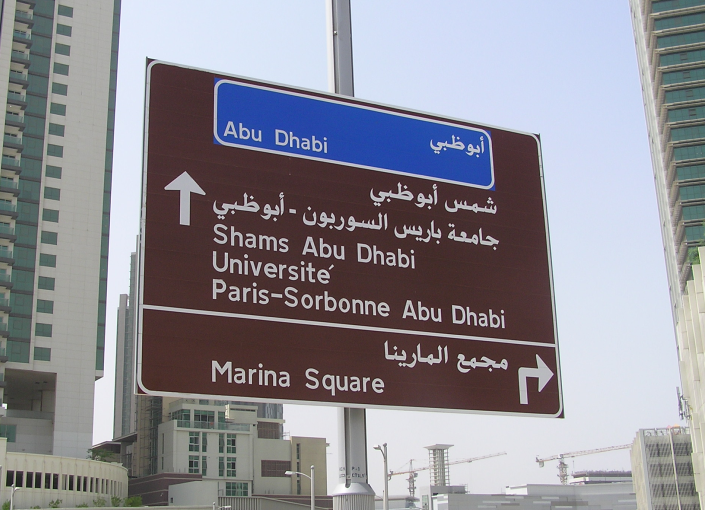 Abu Dhabi أبوظبي
شمس أبوظبي
جامعة باريس السوربون - أبوظبي
Shams Abu Dhabi
Université
Paris-Sorbonne Abu Dhabi
مجمع المارينا
Marina Square